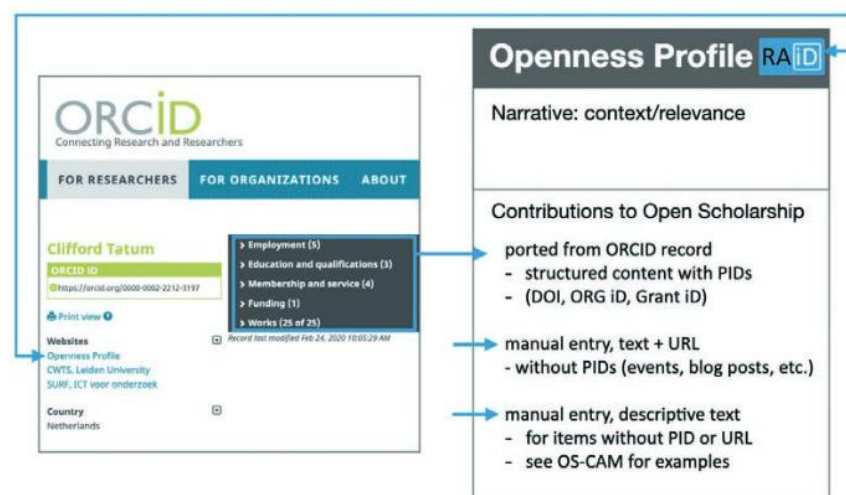 ORCID
Connecting Research and Researchers
FOR RESEARCHERS FOR ORGANIZATIONS ABOUT
Clifford Tatum
ORCID iD
https://orcid.org/0000-0002-2212-3197
Print view
Websites
Openness Profile
CWTS, Leiden University
SURF, ICT voor onderzoek
Country
Netherlands
> Employment (5)
> Education and qualifications (3)
> Membership and service (4)
> Funding (1)
> Works (25 of 25)
Record last modified Feb 24, 2020 10:05:29 AM
Openness Profile RAiD
Narrative: context/relevance
Contributions to Open Scholarship
ported from ORCID record
- structured content with PIDs
- (DOI, ORG iD, Grant iD)
manual entry, text + URL
- without PIDs (events, blog posts, etc.)
manual entry, descriptive text
- for items without PID or URL
- see OS-CAM for examples